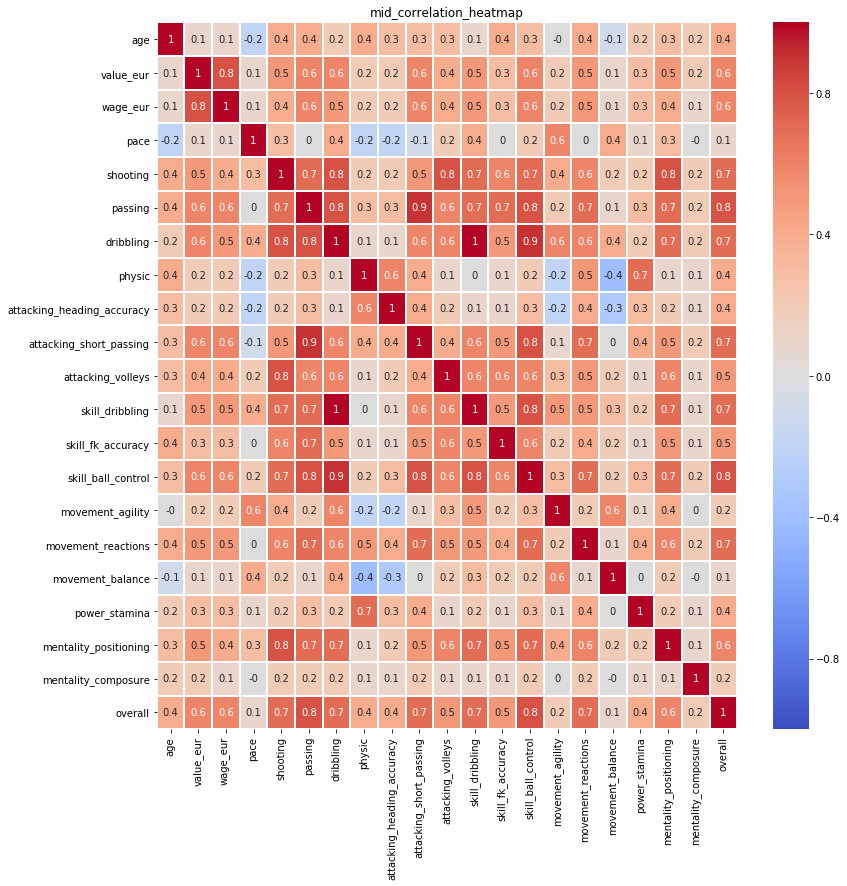 mid_correlation_heatmap
age 1 0.1 0.1 -0.2 0.4 0.4 0.2 0.4 0.3 0.3 0.3 0.1 0.4 0.3 -0 0.4 -0.1 0.2 0.3 0.2 0.4
value_eur 0.1 1 0.8 0.1 0.5 0.6 0.6 0.2 0.2 0.6 0.4 0.5 0.3 0.6 0.2 0.5 0.1 0.3 0.5 0.2 0.6
wage_eur 0.1 0.8 1 0.1 0.4 0.6 0.5 0.2 0.2 0.6 0.4 0.5 0.3 0.6 0.2 0.5 0.1 0.3 0.4 0.1 0.6
pace -0.2 0.1 0.1 1 0.3 0 0.4 -0.2 -0.2 -0.1 0.2 0.4 0 0.2 0.6 0 0.4 0.1 0.3 -0 0.1
shooting 0.4 0.5 0.4 0.3 1 0.7 0.8 0.2 0.2 0.5 0.8 0.7 0.6 0.7 0.4 0.6 0.2 0.2 0.8 0.2 0.7
passing 0.4 0.6 0.6 0 0.7 1 0.8 0.3 0.3 0.9 0.6 0.7 0.7 0.8 0.2 0.7 0.1 0.3 0.7 0.2 0.8
dribbling 0.2 0.6 0.5 0.4 0.8 0.8 1 0.1 0.1 0.6 0.6 1 0.5 0.9 0.6 0.6 0.4 0.2 0.7 0.2 0.7
physic 0.4 0.2 0.2 -0.2 0.2 0.3 0.1 1 0.6 0.4 0.1 0 0.1 0.2 -0.2 0.5 -0.4 0.7 0.1 0.1 0.4
attacking_heading_accuracy 0.3 0.2 0.2 -0.2 0.2 0.3 0.1 0.6 1 0.4 0.2 0.1 0.1 0.3 -0.2 0.4 -0.3 0.3 0.2 0.1 0.4
attacking_short_passing 0.3 0.6 0.6 -0.1 0.5 0.9 0.6 0.4 0.4 1 0.4 0.6 0.5 0.8 0.1 0.7 0 0.4 0.5 0.2 0.7
attacking_volleys 0.3 0.4 0.4 0.2 0.8 0.6 0.6 0.1 0.2 0.4 1 0.6 0.6 0.6 0.3 0.5 0.2 0.1 0.6 0.1 0.5
skill_dribbling 0.1 0.5 0.5 0.4 0.7 0.7 1 0 0.1 0.6 0.6 1 0.5 0.8 0.5 0.5 0.3 0.2 0.7 0.1 0.7
skill_fk_accuracy 0.4 0.3 0.3 0 0.6 0.7 0.5 0.1 0.1 0.5 0.6 0.5 1 0.6 0.2 0.4 0.2 0.1 0.5 0.1 0.5
skill_ball_control 0.3 0.6 0.6 0.2 0.7 0.8 0.9 0.2 0.3 0.8 0.6 0.8 0.6 1 0.3 0.7 0.2 0.3 0.7 0.2 0.8
movement_agility -0 0.2 0.2 0.6 0.4 0.2 0.6 -0.2 -0.2 0.1 0.3 0.5 0.2 0.3 1 0.2 0.6 0.1 0.4 0 0.2
movement_reactions 0.4 0.5 0.5 0 0.6 0.7 0.6 0.5 0.4 0.7 0.5 0.5 0.4 0.7 0.2 1 0.1 0.4 0.6 0.2 0.7
movement_balance -0.1 0.1 0.1 0.4 0.2 0.1 0.4 -0.4 -0.3 0 0.2 0.3 0.2 0.2 0.6 0.1 1 0 0.2 -0 0.1
power_stamina 0.2 0.3 0.3 0.1 0.2 0.3 0.2 0.7 0.3 0.4 0.1 0.2 0.1 0.3 0.1 0.4 0 1 0.2 0.1 0.4
mentality_positioning 0.3 0.5 0.4 0.3 0.8 0.7 0.7 0.1 0.2 0.5 0.6 0.7 0.5 0.7 0.4 0.6 0.2 0.2 1 0.1 0.6
mentality_composure 0.2 0.2 0.1 -0 0.2 0.2 0.2 0.1 0.1 0.2 0.1 0.1 0.1 0.2 0 0.2 -0 0.1 0.1 1 0.2
overall 0.4 0.6 0.6 0.1 0.7 0.8 0.7 0.4 0.4 0.7 0.5 0.7 0.5 0.8 0.2 0.7 0.1 0.4 0.6 0.2 1
age
value_eur
wage_eur
pace
shooting
passing
dribbling
physic
attacking_heading_accuracy
attacking_short_passing
attacking_volleys
skill_dribbling
skill_fk_accuracy
skill_ball_control
movement_agility
movement_reactions
movement_balance
power_stamina
mentality_positioning
mentality_composure
overall
0.8
0.4
0.0
−0.4
−0.8